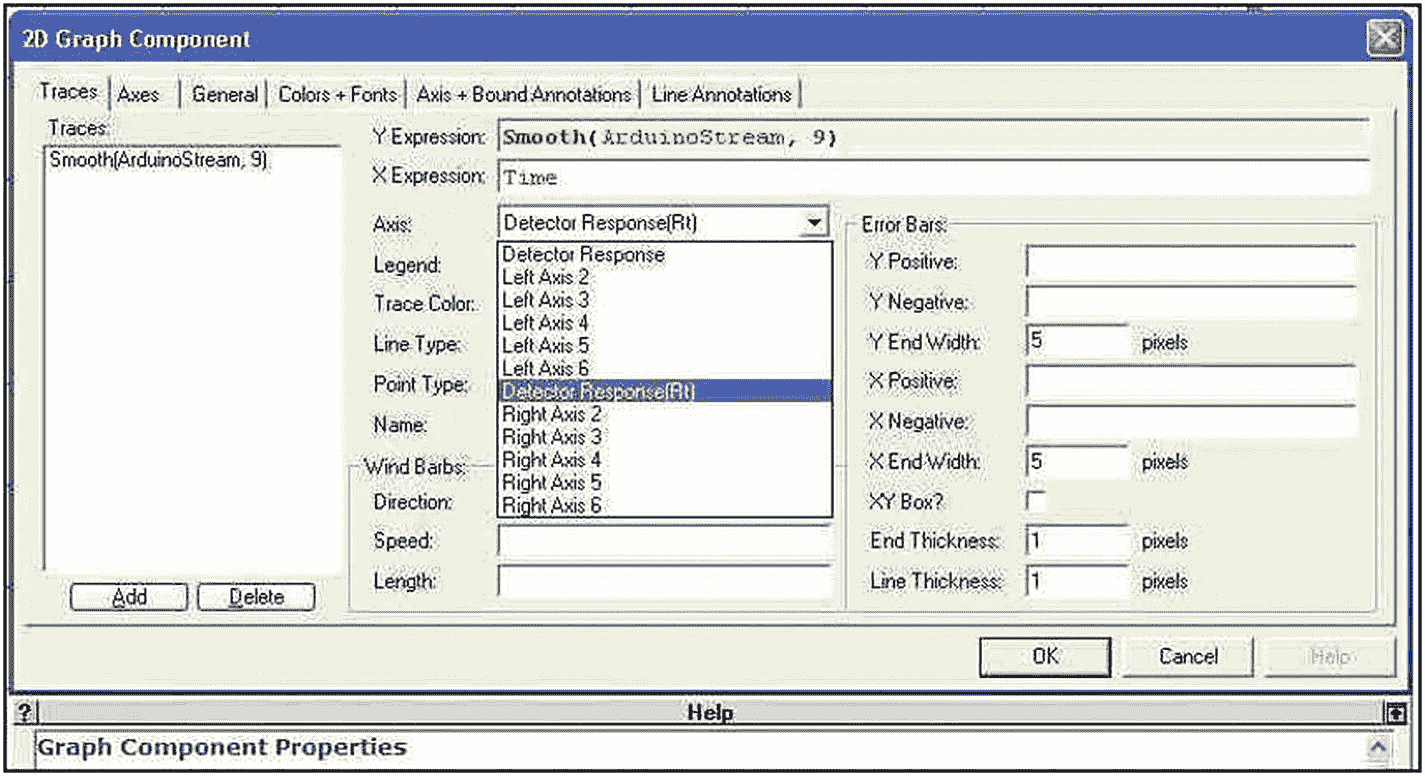 2D Graph Component
Traces Axes General Colors + Fonts Axis + Bound Annotations Line Annotations
Traces:
Smooth(ArduinoStream, 9)
Add Delete
Y Expression: Smooth(ArduinoStream, 9)
X Expression: Time
Axis: Detector Response(Rt)
Detector Response
Legend:
Left Axis 2
Left Axis 3
Trace Color:
Left Axis 4
Line Type:
Left Axis 5
Left Axis 6
Point Type:
Detector Response(Rt)
Right Axis 2
Name:
Right Axis 3
Right Axis 4
Wind Barbs:
Right Axis 5
Direction:
Right Axis 6
Speed:
Length:
Error Bars:
Y Positive:
Y Negative:
Y End Width: 5 pixels
X Positive:
X Negative:
X End Width: 5 pixels
XY Box?
End Thickness: 1 pixels
Line Thickness: 1 pixels
OK Cancel Help
? Help
Graph Component Properties